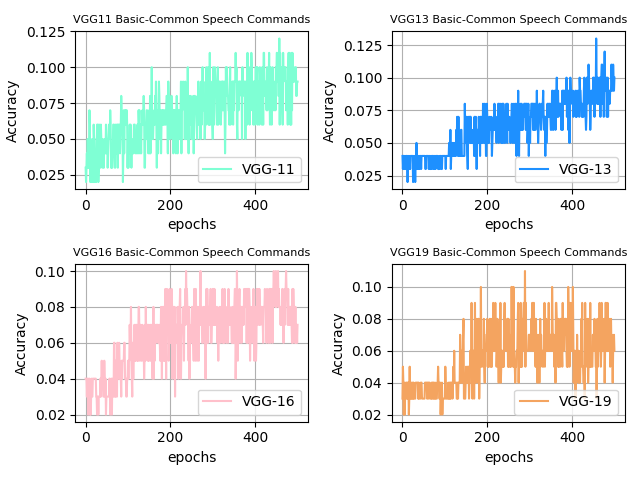 VGG11 Basic-Common Speech Commands
0.125
0.100
0.075
0.050
0.025
Accuracy
0
200
400
epochs
VGG-11
VGG13 Basic-Common Speech Commands
0.125
0.100
0.075
0.050
0.025
Accuracy
0
200
400
epochs
VGG-13
VGG16 Basic-Common Speech Commands
0.10
0.08
0.06
0.04
0.02
Accuracy
0
200
400
epochs
VGG-16
VGG19 Basic-Common Speech Commands
0.10
0.08
0.06
0.04
0.02
Accuracy
0
200
400
epochs
VGG-19